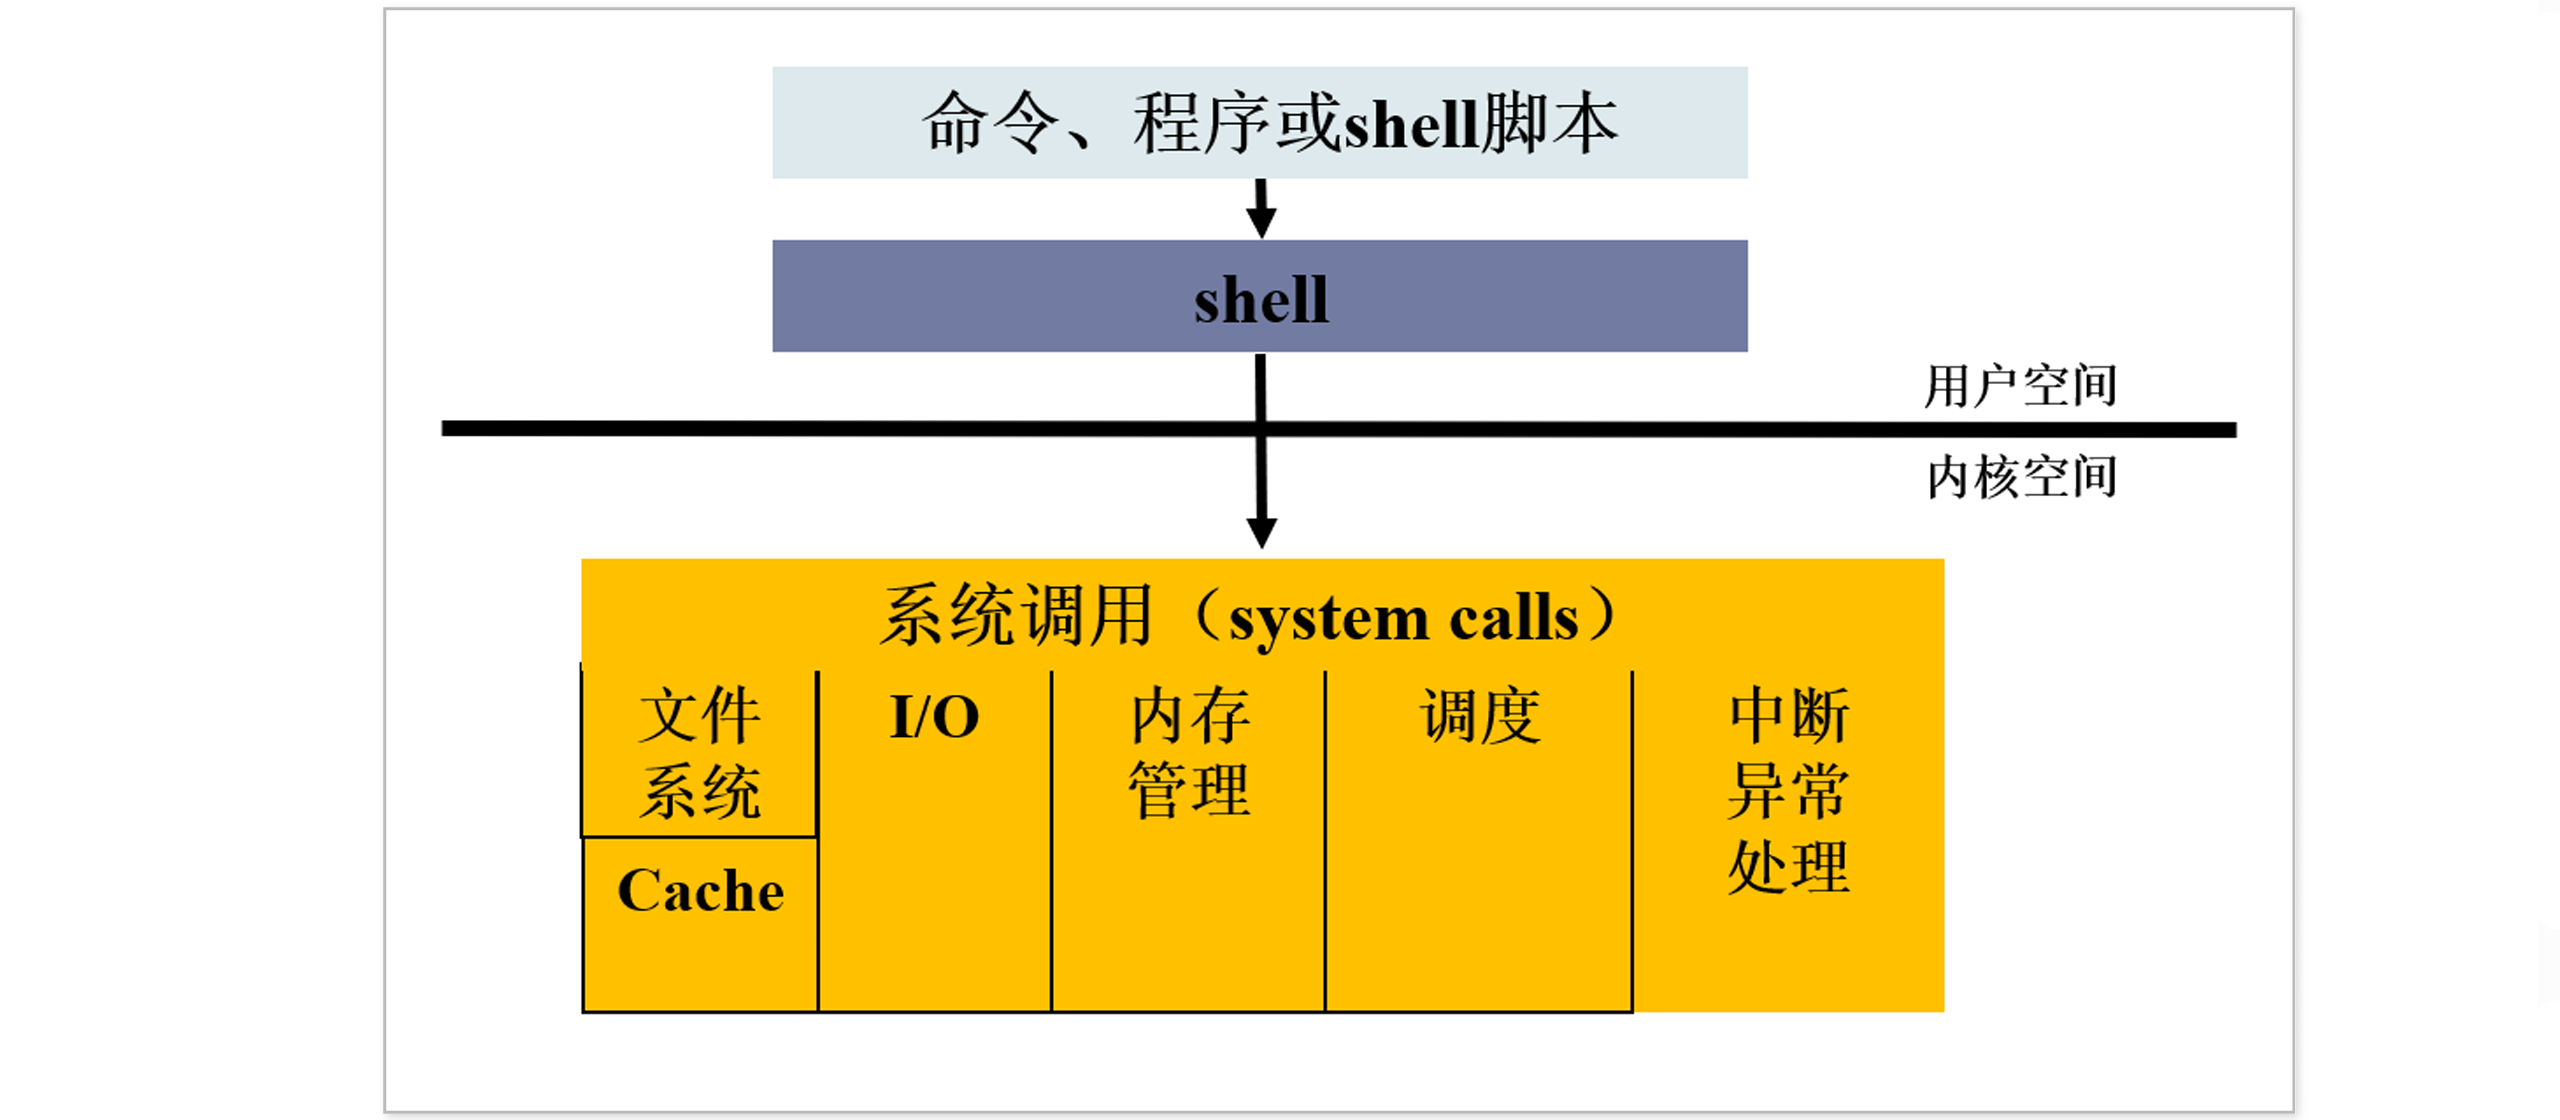 命令、程序或shell脚本
shell
用户空间
内核空间
系统调用（system calls）
文件
系统
Cache
I/O
内存
管理
调度
中断
异常
处理